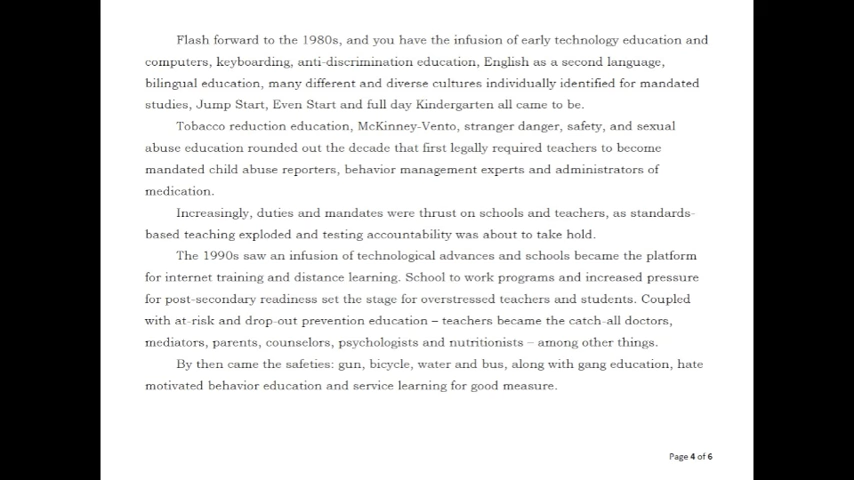 Flash forward to the 1980s, and you have the infusion of early technology education and
computers, keyboarding, anti-discrimination education, English as a second language,
bilingual education, many different and diverse cultures individually identified for mandated
studies, Jump Start, Even Start and full day Kindergarten all came to be.
Tobacco reduction education, McKinney-Vento, stranger danger, safety, and sexual
abuse education rounded out the decade that first legally required teachers to become
mandated child abuse reporters, behavior management experts and administrators of
medication.
Increasingly, duties and mandates were thrust on schools and teachers, as standards-
based teaching exploded and testing accountability was about to take hold.
The 1990s saw an infusion of technological advances and schools became the platform
for internet training and distance learning. School to work programs and increased pressure
for post-secondary readiness set the stage for overstressed teachers and students. Coupled
with at-risk and drop-out prevention education – teachers became the catch-all doctors,
mediators, parents, counselors, psychologists and nutritionists – among other things.
By then came the safeties: gun, bicycle, water and bus, along with gang education, hate
motivated behavior education and service learning for good measure.
Page 4 of 6